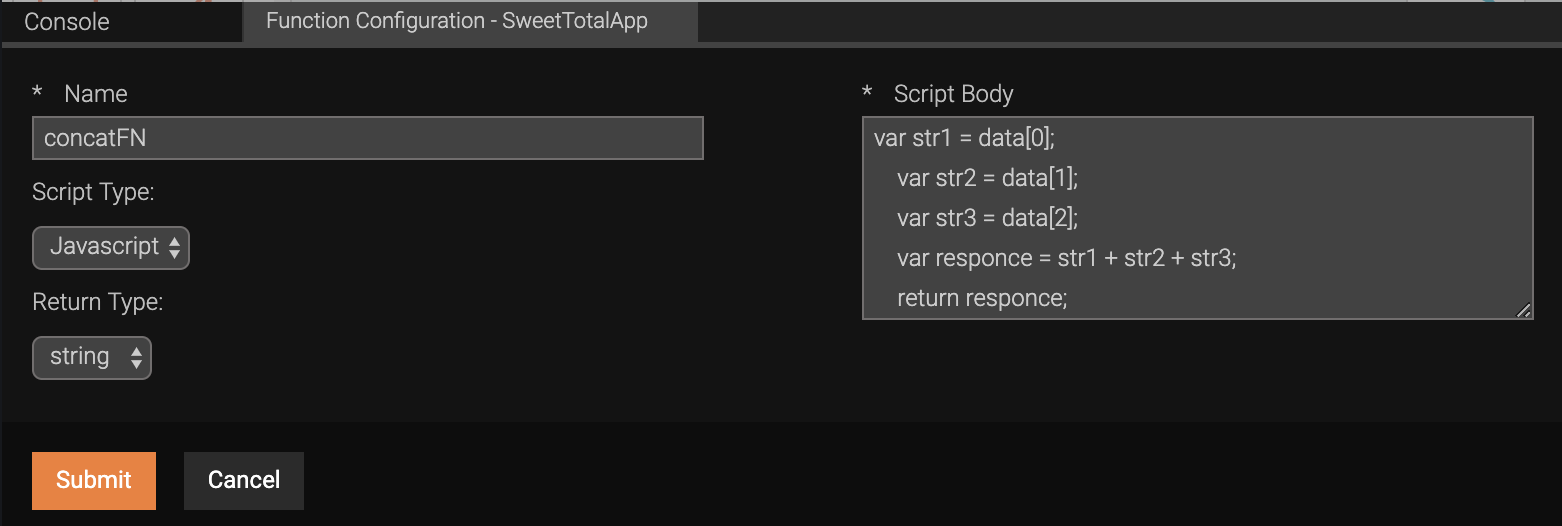 Console
Function Configuration - SweetTotalApp
* Name
concatFN
Script Type:
Javascript
Return Type:
string
* Script Body
var str1 = data[0];
var str2 = data[1];
var str3 = data[2];
var responce = str1 + str2 + str3;
return responce;
Submit
Cancel